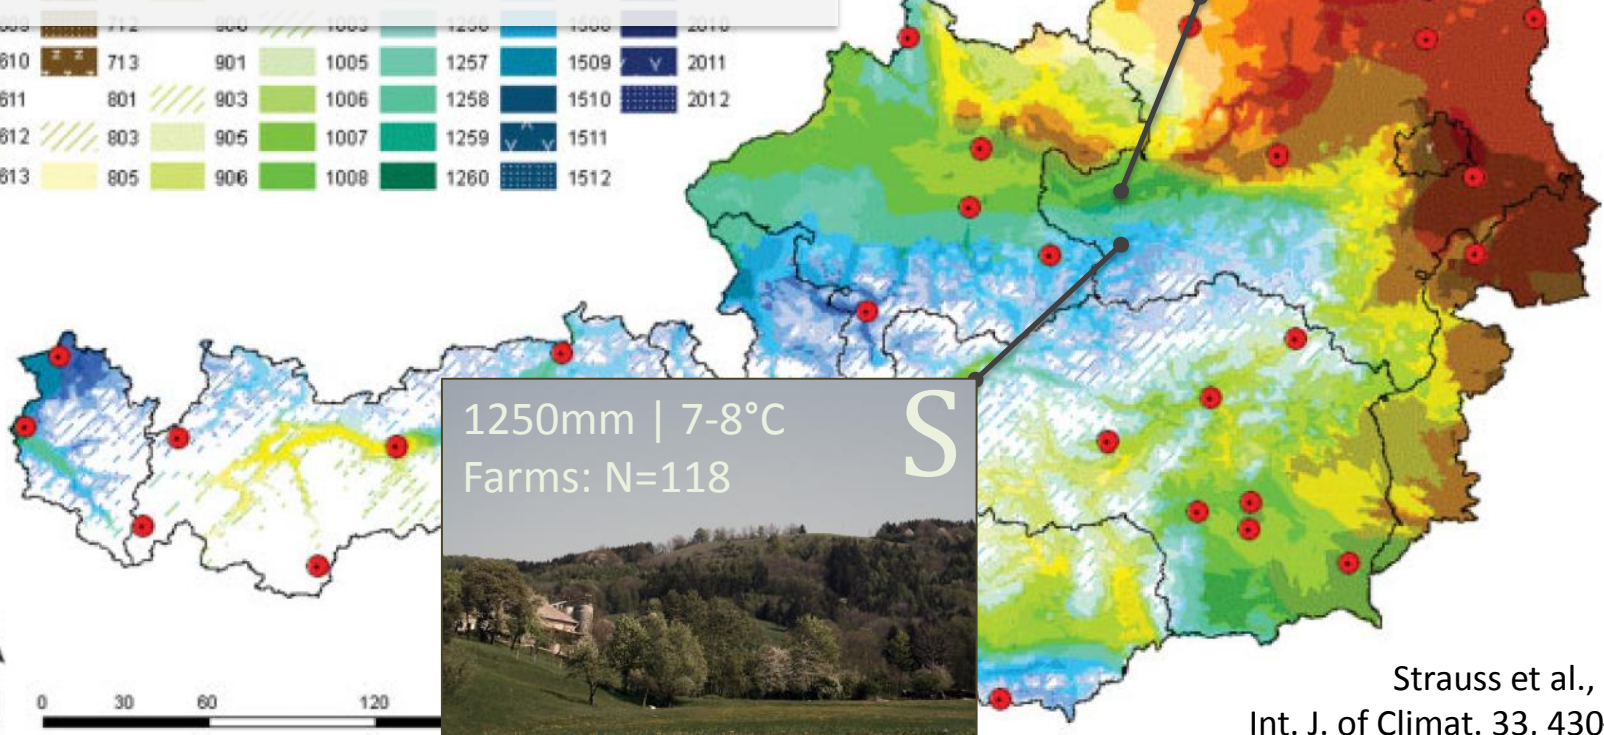 610 713 901 1005 1257 1509 2011
611 801 903 1006 1258 1510 2012
612 803 905 1007 1259 1511
613 805 906 1008 1260 1512
1250mm | 7-8°C S
Farms: N=118
0 30 60 120
Strauss et al.,
Int. J. of Climat. 33, 430